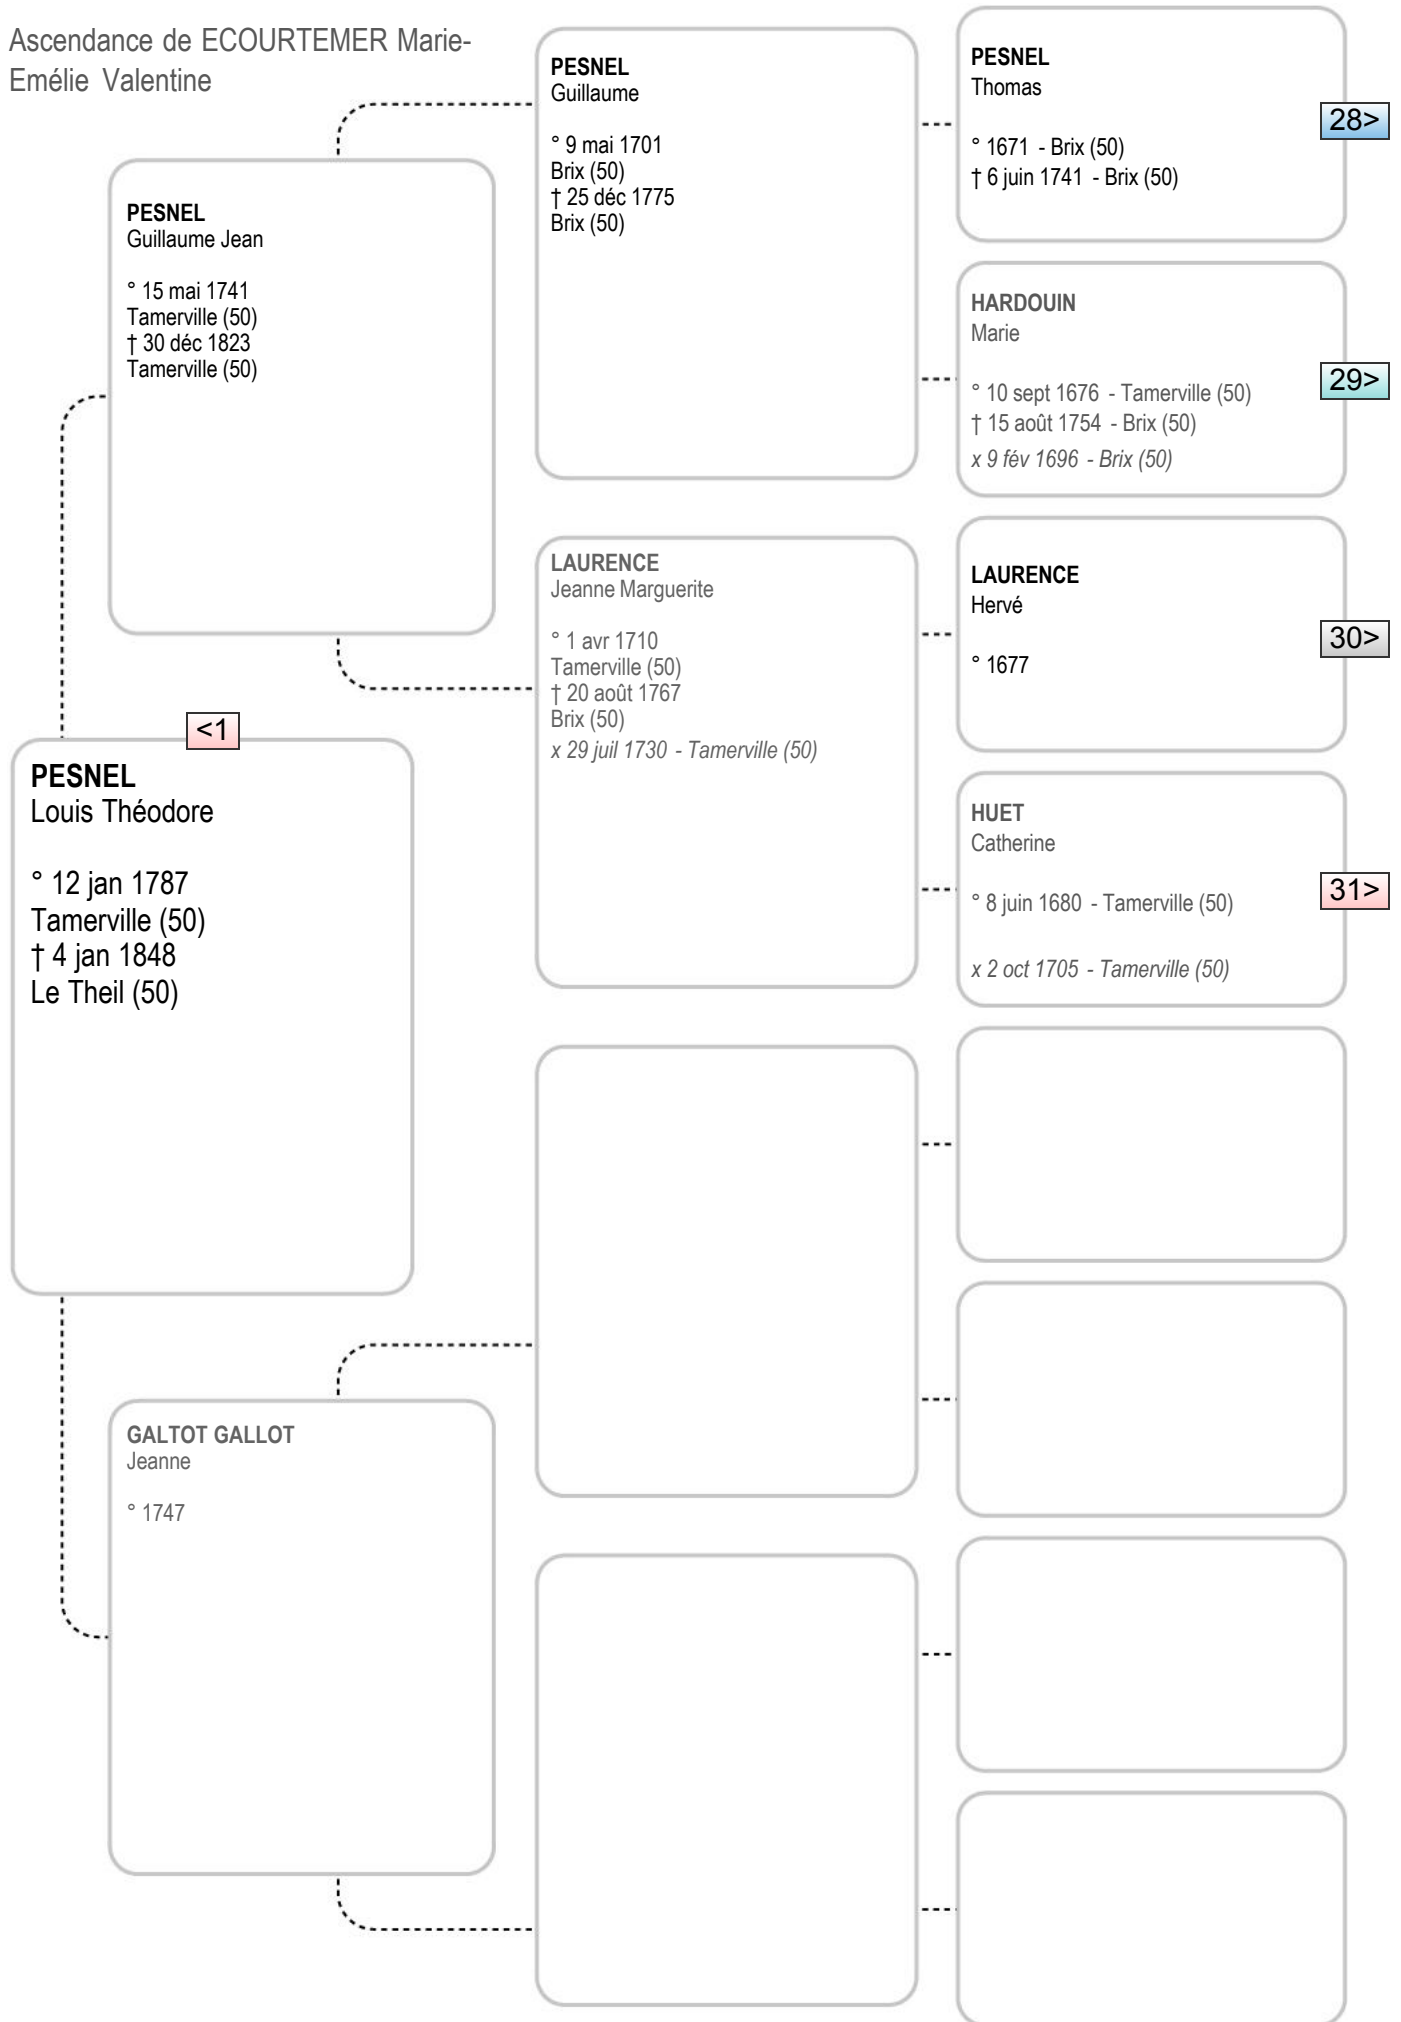 Ascendance de ECOURTEMER Marie-
Emélie Valentine
PESNEL
Louis Théodore
° 12 jan 1787
Tamerville (50)
† 4 jan 1848
Le Theil (50)
<1
PESNEL
Guillaume Jean
° 15 mai 1741
Tamerville (50)
† 30 déc 1823
Tamerville (50)
GALTOT GALLOT
Jeanne
° 1747
PESNEL
Guillaume
° 9 mai 1701
Brix (50)
† 25 déc 1775
Brix (50)
LAURENCE
Jeanne Marguerite
° 1 avr 1710
Tamerville (50)
† 20 août 1767
Brix (50)
x 29 juil 1730 - Tamerville (50)
PESNEL
Thomas
° 1671 - Brix (50)
† 6 juin 1741 - Brix (50)
28>
HARDOUIN
Marie
° 10 sept 1676 - Tamerville (50)
† 15 août 1754 - Brix (50)
x 9 fév 1696 - Brix (50)
29>
LAURENCE
Hervé
° 1677
30>
HUET
Catherine
° 8 juin 1680 - Tamerville (50)
x 2 oct 1705 - Tamerville (50)
31>